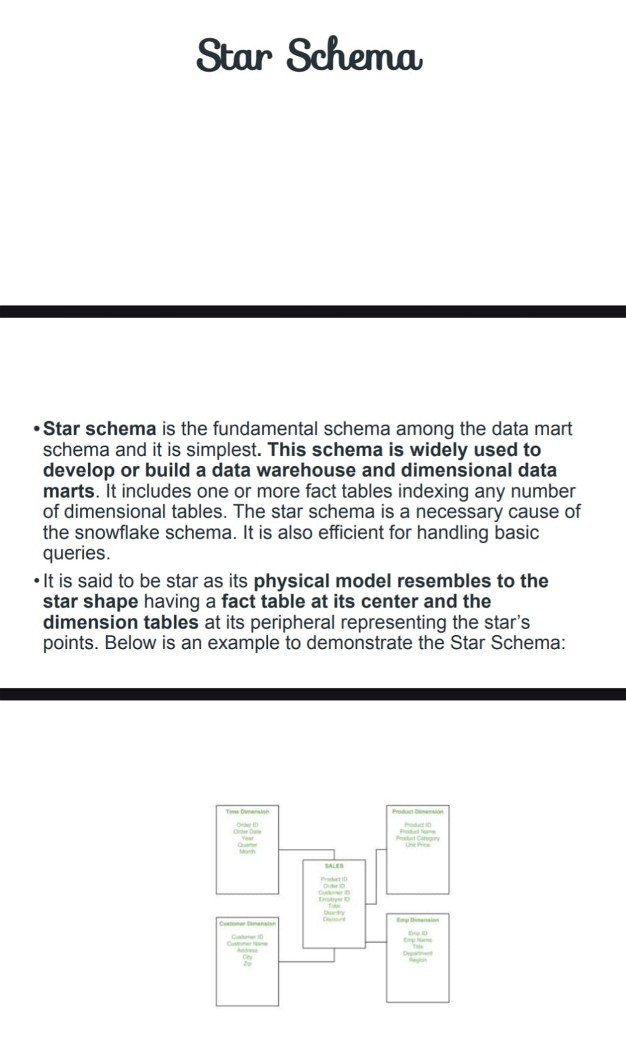 Star Schema
•Star schema is the fundamental schema among the data mart
schema and it is simplest. This schema is widely used to
develop or build a data warehouse and dimensional data
marts. It includes one or more fact tables indexing any number
of dimensional tables. The star schema is a necessary cause of
the snowflake schema. It is also efficient for handling basic
queries.
•It is said to be star as its physical model resembles to the
star shape having a fact table at its center and the
dimension tables at its peripheral representing the star's
points. Below is an example to demonstrate the Star Schema:
Time Dimension
Order ID
Order Date
Year
Quarter
Month
Product Dimension
Product ID
Product Name
Product Category
Unit Price
SALES
Product ID
Order ID
Customer ID
Employer ID
Total
Quantity
Discount
Customer Dimension
Customer ID
Customer Name
Address
City
Zip
Emp Dimension
Emp ID
Emp Name
Title
Department
Region